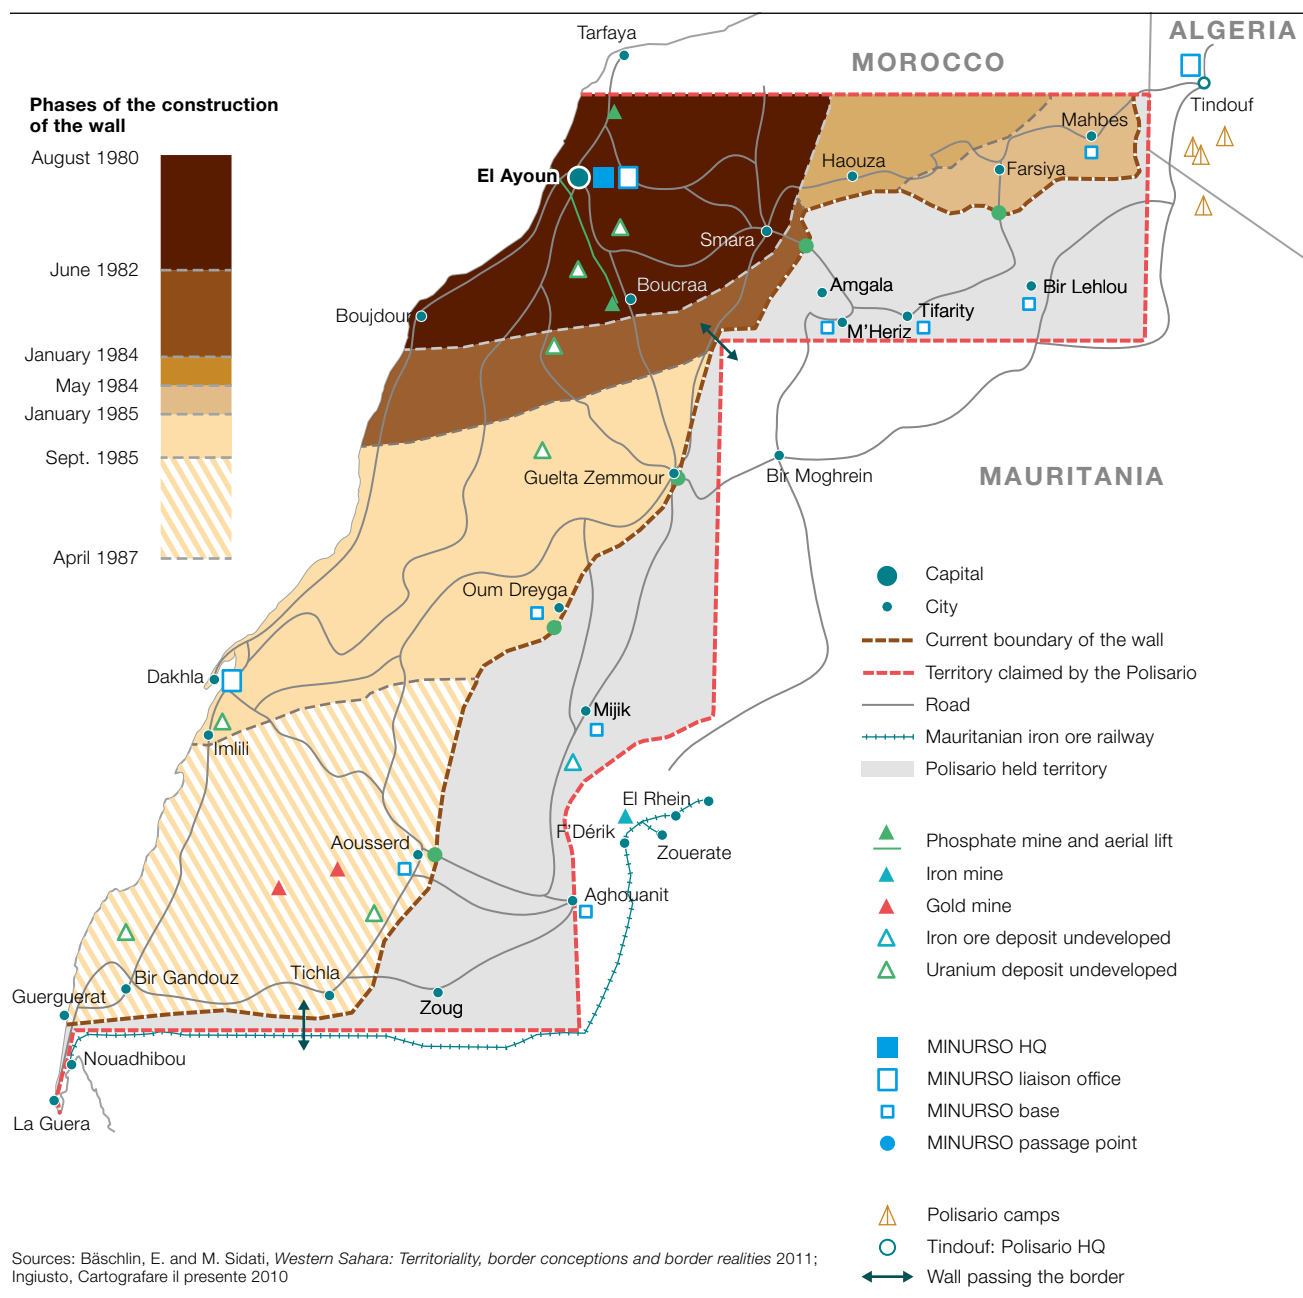 Tarfaya
ALGERIA
MOROCCO
Tindouf
Phases of the construction
of the wall
August 1980
June 1982
January 1984
May 1984
January 1985
Sept. 1985
April 1987
Mahbes
Haouza
Farsiya
El Ayoun
Smara
Boucraa
Boujdour
Amgala
Bir Lehlou
Tifarity
M'Heriz
Guelta Zemmour
Bir Moghrein
MAURITANIA
Oum Dreyga
Dakhla
Imlili
Mijik
El Rhein
F'Dérik
Zouerate
Aousserd
Aghouanit
Bir Gandouz
Tichla
Zoug
Guerguerat
Nouadhibou
La Guera
Capital
City
Current boundary of the wall
Territory claimed by the Polisario
Road
Mauritanian iron ore railway
Polisario held territory
Phosphate mine and aerial lift
Iron mine
Gold mine
Iron ore deposit undeveloped
Uranium deposit undeveloped
MINURSO HQ
MINURSO liaison office
MINURSO base
MINURSO passage point
Polisario camps
Tindouf: Polisario HQ
Wall passing the border
Sources: Bäschlin, E. and M. Sidati, Western Sahara: Territoriality, border conceptions and border realities 2011;
Ingiusto, Cartografare il presente 2010